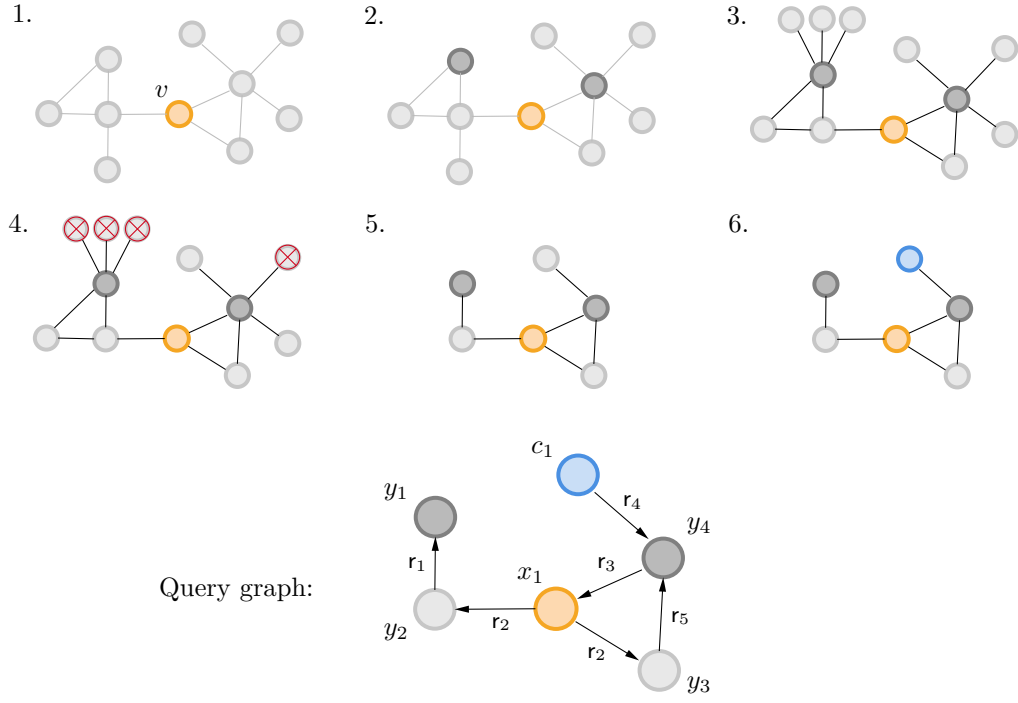 1.
2.
3.
v
4.
5.
6.
c₁
y₁
r₄
y₄
r₁
r₃
x₁
Query graph:
r₅
y₂
r₂
r₂
y₃